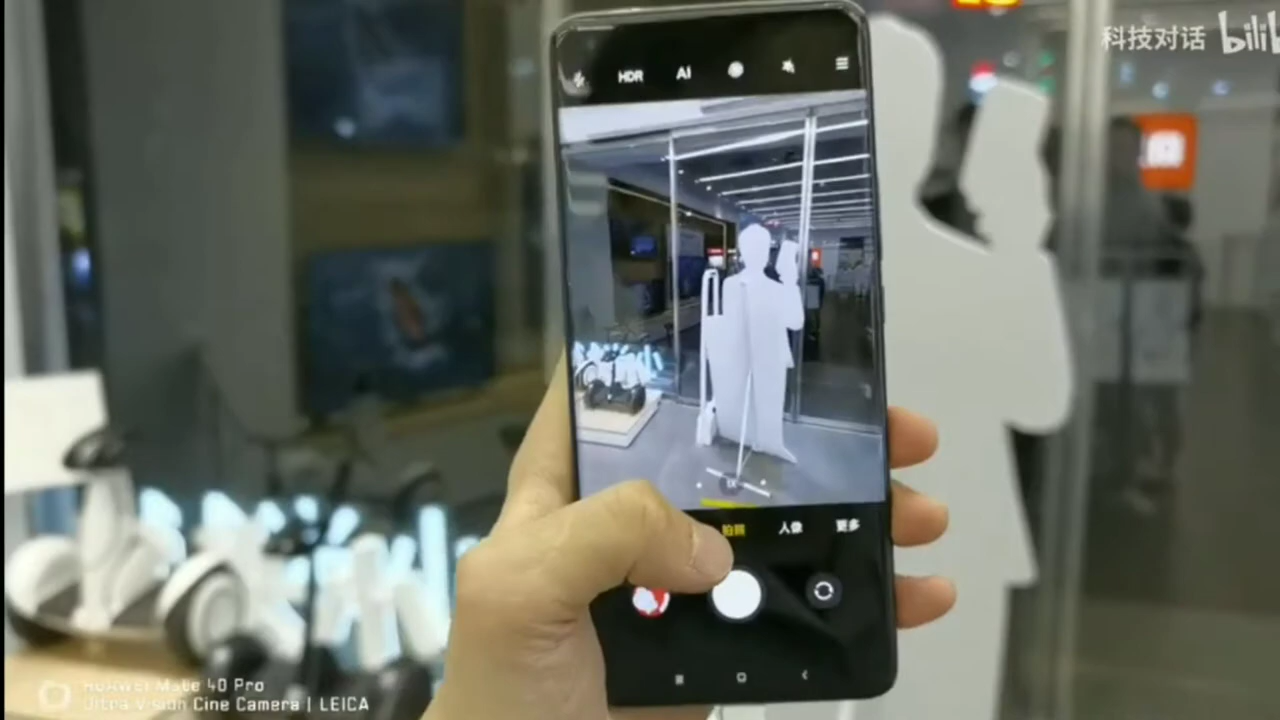 科技对话 bilib
HDR AI
拍照 人像 更多
HUAWEI Mate 40 Pro
Ultra Vision Cine Camera | LEICA